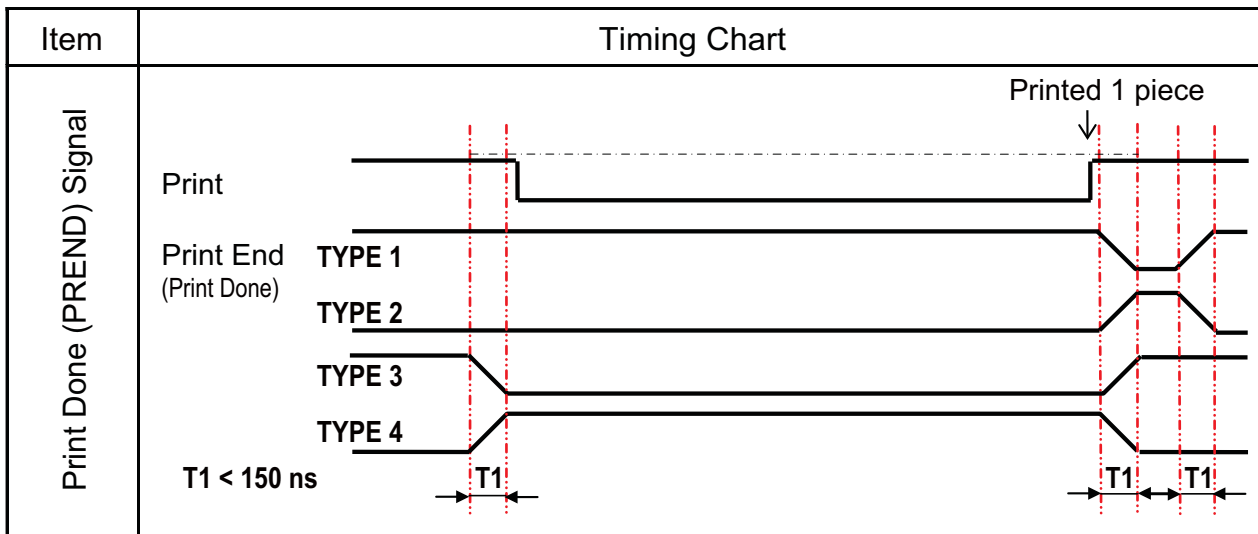 Item
Timing Chart
Print Done (PREND) Signal
Printed 1 piece
Print
Print End
(Print Done)
TYPE 1
TYPE 2
TYPE 3
TYPE 4
T1 < 150 ns
T1
T1
T1